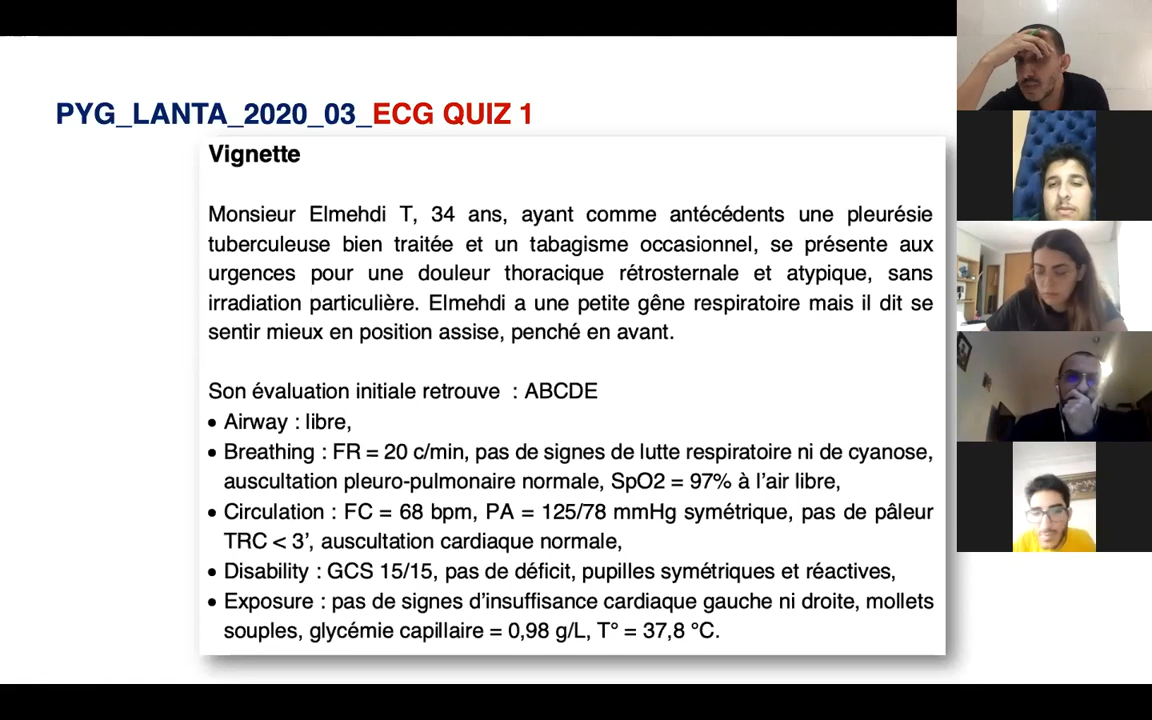 PYG_LANTA_2020_03_ECG QUIZ 1
Vignette
Monsieur Elmehdi T, 34 ans, ayant comme antécédents une pleurésie
tuberculeuse bien traitée et un tabagisme occasionnel, se présente aux
urgences pour une douleur thoracique rétrosternale et atypique, sans
irradiation particulière. Elmehdi a une petite gêne respiratoire mais il dit se
sentir mieux en position assise, penché en avant.
Son évaluation initiale retrouve : ABCDE
• Airway : libre,
• Breathing : FR = 20 c/min, pas de signes de lutte respiratoire ni de cyanose,
auscultation pleuro-pulmonaire normale, SpO2 = 97% à l’air libre,
• Circulation : FC = 68 bpm, PA = 125/78 mmHg symétrique, pas de pâleur
TRC < 3’, auscultation cardiaque normale,
• Disability : GCS 15/15, pas de déficit, pupilles symétriques et réactives,
• Exposure : pas de signes d’insuffisance cardiaque gauche ni droite, mollets
souples, glycémie capillaire = 0,98 g/L, T° = 37,8 °C.